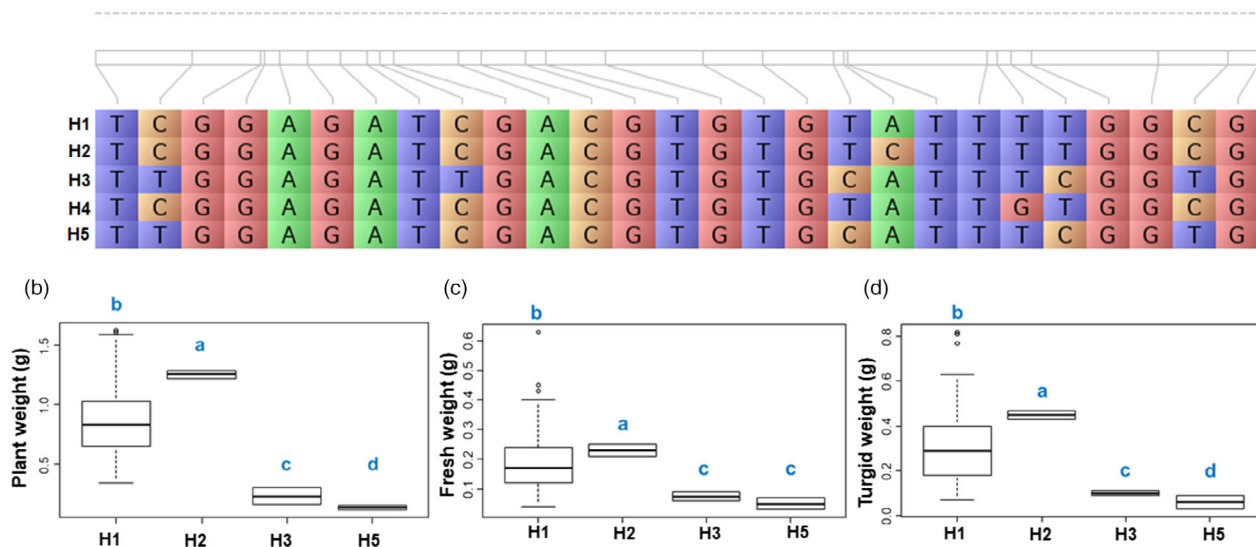 H1 T C G G A G A T C G A C G T G T G T A T T T T G G C G
H2 T C G G A G A T C G A C G T G T G T C T T T T G G C G
H3 T T G G A G A T T G A C G T G T G C A T T T C G G T G
H4 T C G G A G A T C G A C G T G T G T A T T G T G G C G
H5 T T G G A G A T C G A C G T G T G C A T T T C G G T G
(b)
Plant weight (g)
1.5
1.0
0.5
b
a
c
d
H1 H2 H3 H5
(c)
Fresh weight (g)
0.6
0.5
0.4
0.3
0.2
0.1
b
a
c
c
H1 H2 H3 H5
(d)
Turgid weight (g)
0.8
0.6
0.4
0.2
0.0
b
a
c
d
H1 H2 H3 H5